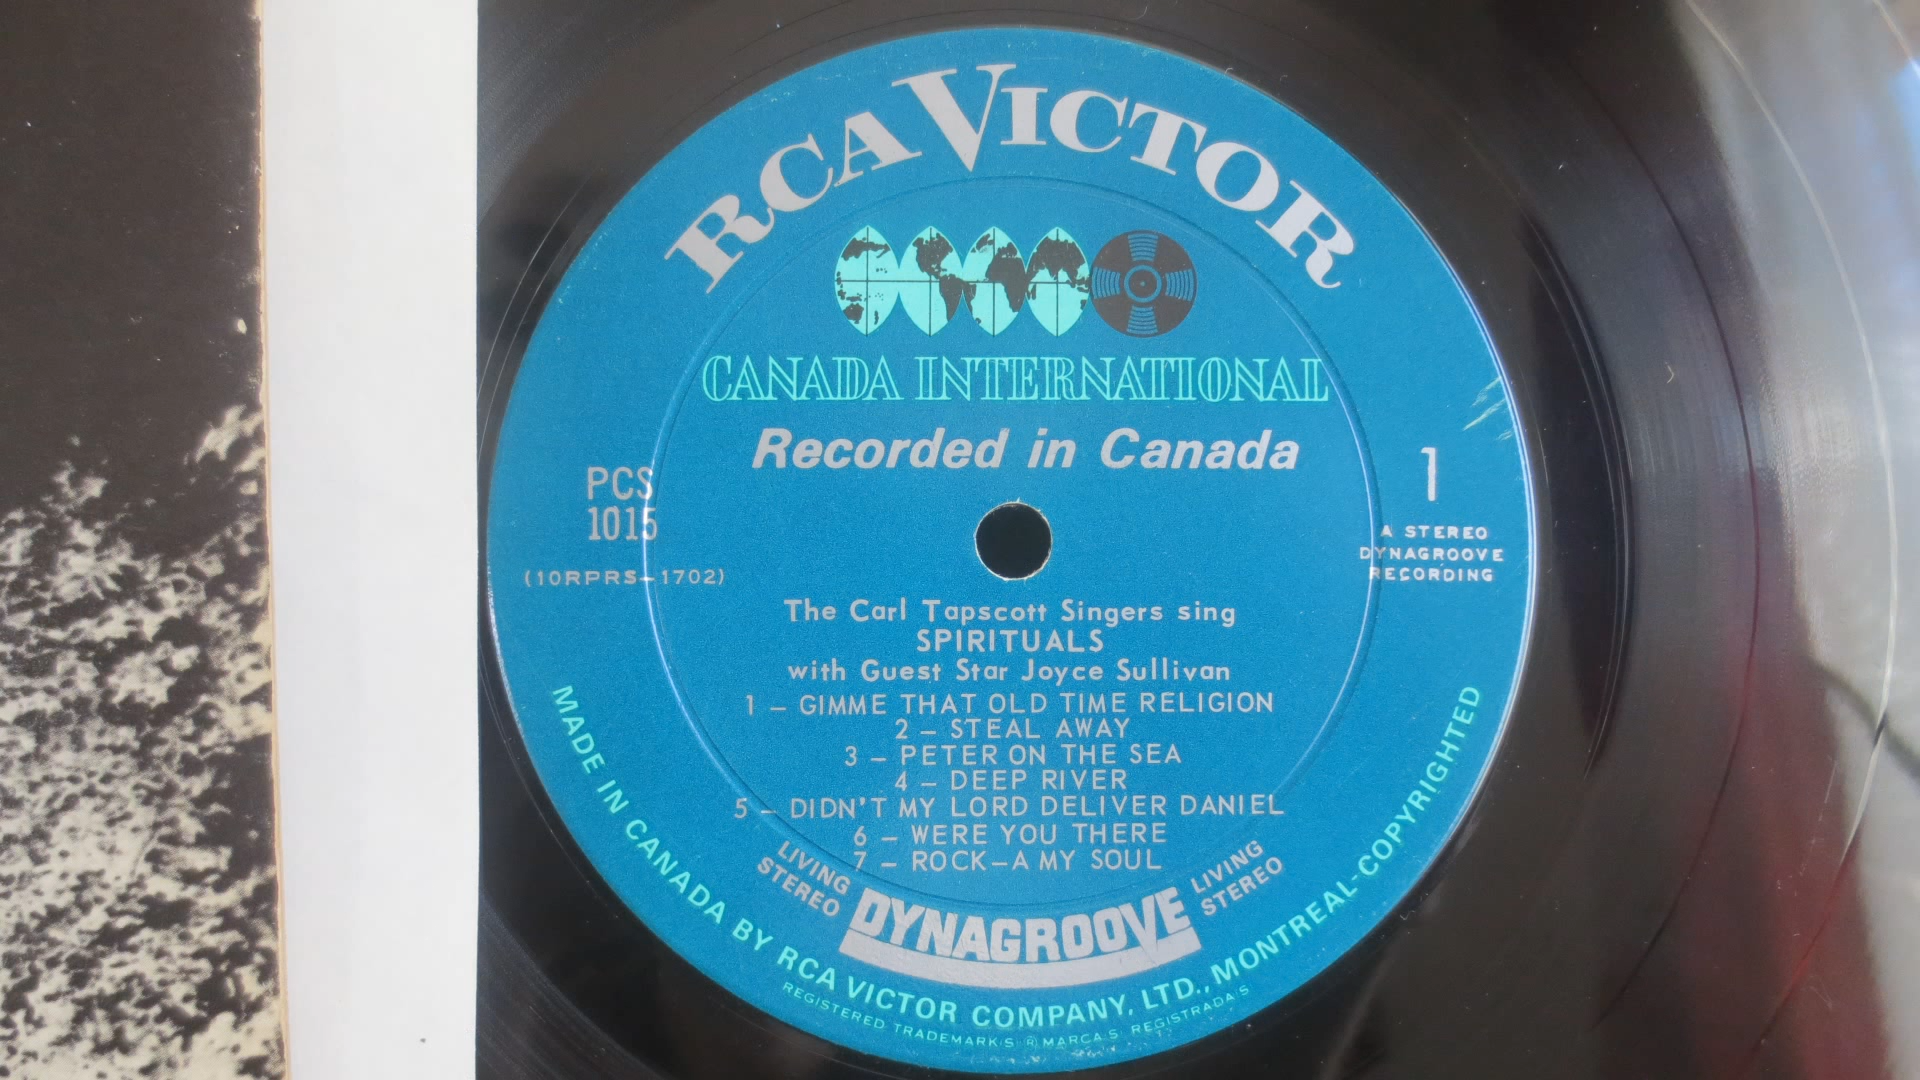 RCA VICTOR
CANADA INTERNATIONAL
Recorded in Canada
PCS
1015
(10RPRS-1702)
1
A STEREO
DYNAGROOVE
RECORDING
The Carl Tapscott Singers sing
SPIRITUALS
with Guest Star Joyce Sullivan
1 – GIMME THAT OLD TIME RELIGION
2 – STEAL AWAY
3 – PETER ON THE SEA
4 – DEEP RIVER
5 – DIDN'T MY LORD DELIVER DANIEL
6 – WERE YOU THERE
7 – ROCK–A MY SOUL
LIVING
STEREO
DYNAGROOVE
LIVING
STEREO
MADE IN CANADA BY RCA VICTOR COMPANY, LTD., MONTREAL-COPYRIGHTED
REGISTERED TRADEMARKS ® MARCAS REGISTRADAS